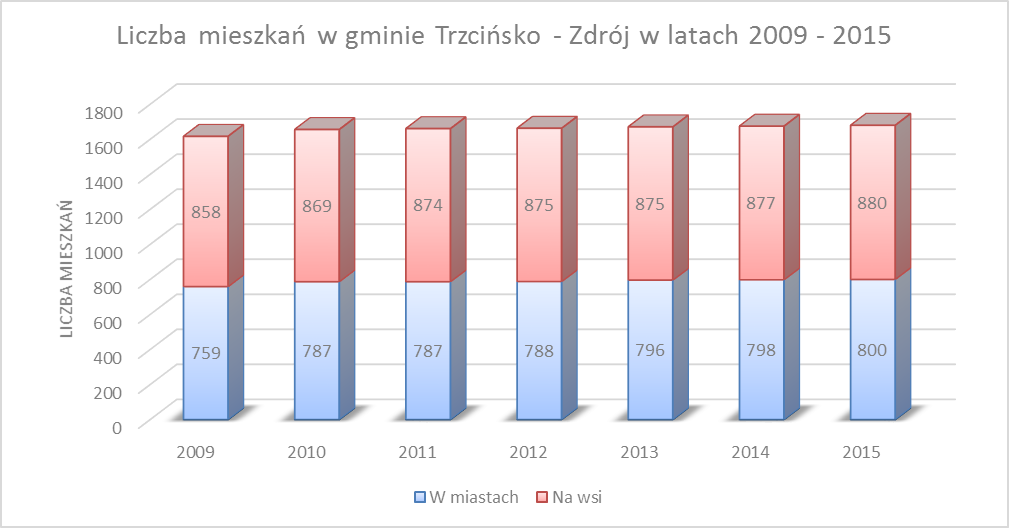 Liczba mieszkań w gminie Trzcińsko - Zdrój w latach 2009 - 2015
LICZBA MIESZKAŃ
1800
1600
1400
1200
1000
800
600
400
200
0
858 869 874 875 875 877 880
759 787 787 788 796 798 800
2009 2010 2011 2012 2013 2014 2015
W miastach Na wsi